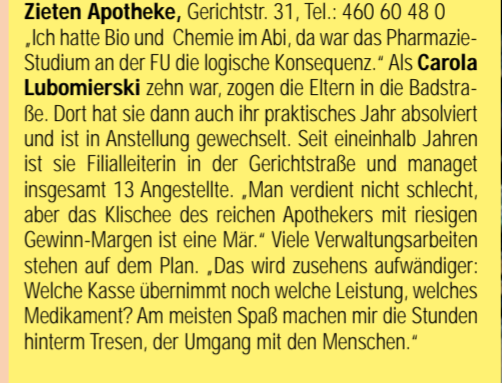 Zieten Apotheke, Gerichtstr. 31, Tel.: 460 60 48 0
„Ich hatte Bio und Chemie im Abi, da war das Pharmazie-
Studium an der FU die logische Konsequenz.“ Als Carola
Lubomierski zehn war, zogen die Eltern in die Badstra-
ße. Dort hat sie dann auch ihr praktisches Jahr absolviert
und ist in Anstellung gewechselt. Seit eineinhalb Jahren
ist sie Filialleiterin in der Gerichtstraße und managet
insgesamt 13 Angestellte. „Man verdient nicht schlecht,
aber das Klischee des reichen Apothekers mit riesigen
Gewinn-Margen ist eine Mär.“ Viele Verwaltungsarbeiten
stehen auf dem Plan. „Das wird zusehens aufwändiger:
Welche Kasse übernimmt noch welche Leistung, welches
Medikament? Am meisten Spaß machen mir die Stunden
hinterm Tresen, der Umgang mit den Menschen.“